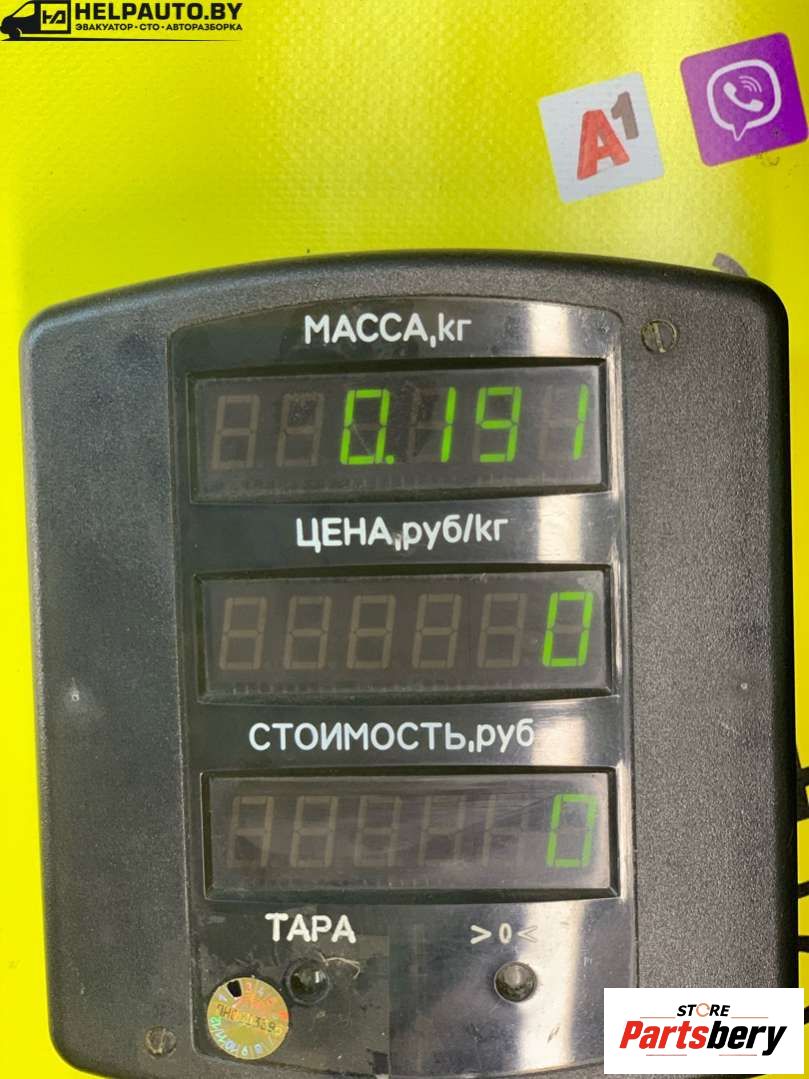 HELPAUTO.BY
ЭВАКУАТОР·СТО·АВТОРАЗБОРКА
A1
МАССА,кг
0.191
ЦЕНА,руб/кг
0
СТОИМОСТЬ,руб
0
ТАРА >0<
STORE
Partsbery